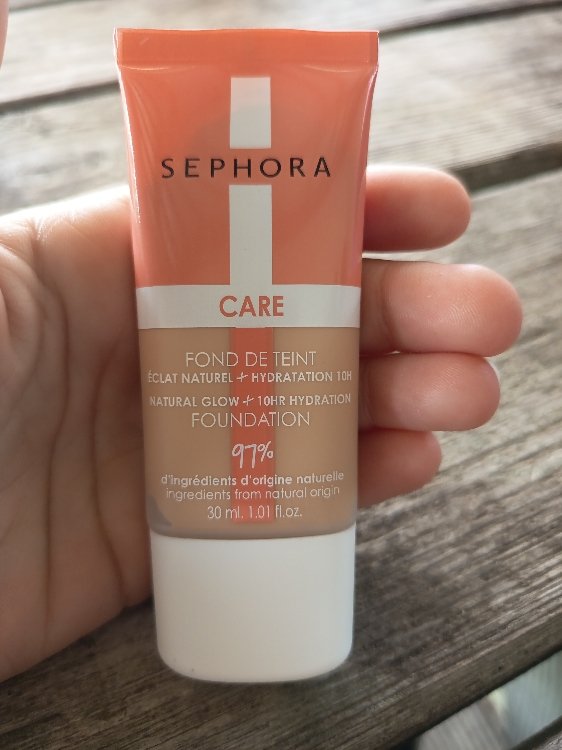 SEPHORA
CARE
FOND DE TEINT
ÉCLAT NATUREL + HYDRATATION 10H
NATURAL GLOW + 10HR HYDRATION
FOUNDATION
97%
d'ingrédients d'origine naturelle
ingredients from natural origin
30 ml. 1.01 fl.oz.